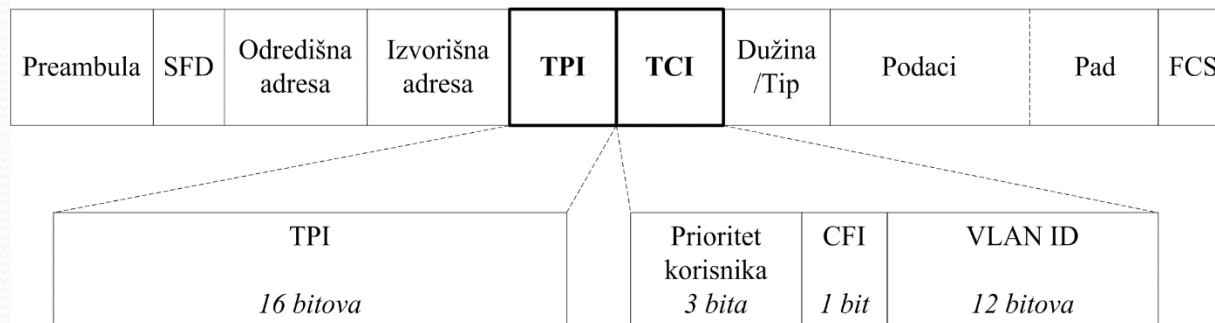 Preambula
SFD
Odredišna
adresa
Izvorišna
adresa
TPI
TCI
Dužina
/Tip
Podaci
Pad
FCS
TPI
16 bitova
Prioritet
korisnika
3 bita
CFI
1 bit
VLAN ID
12 bitova